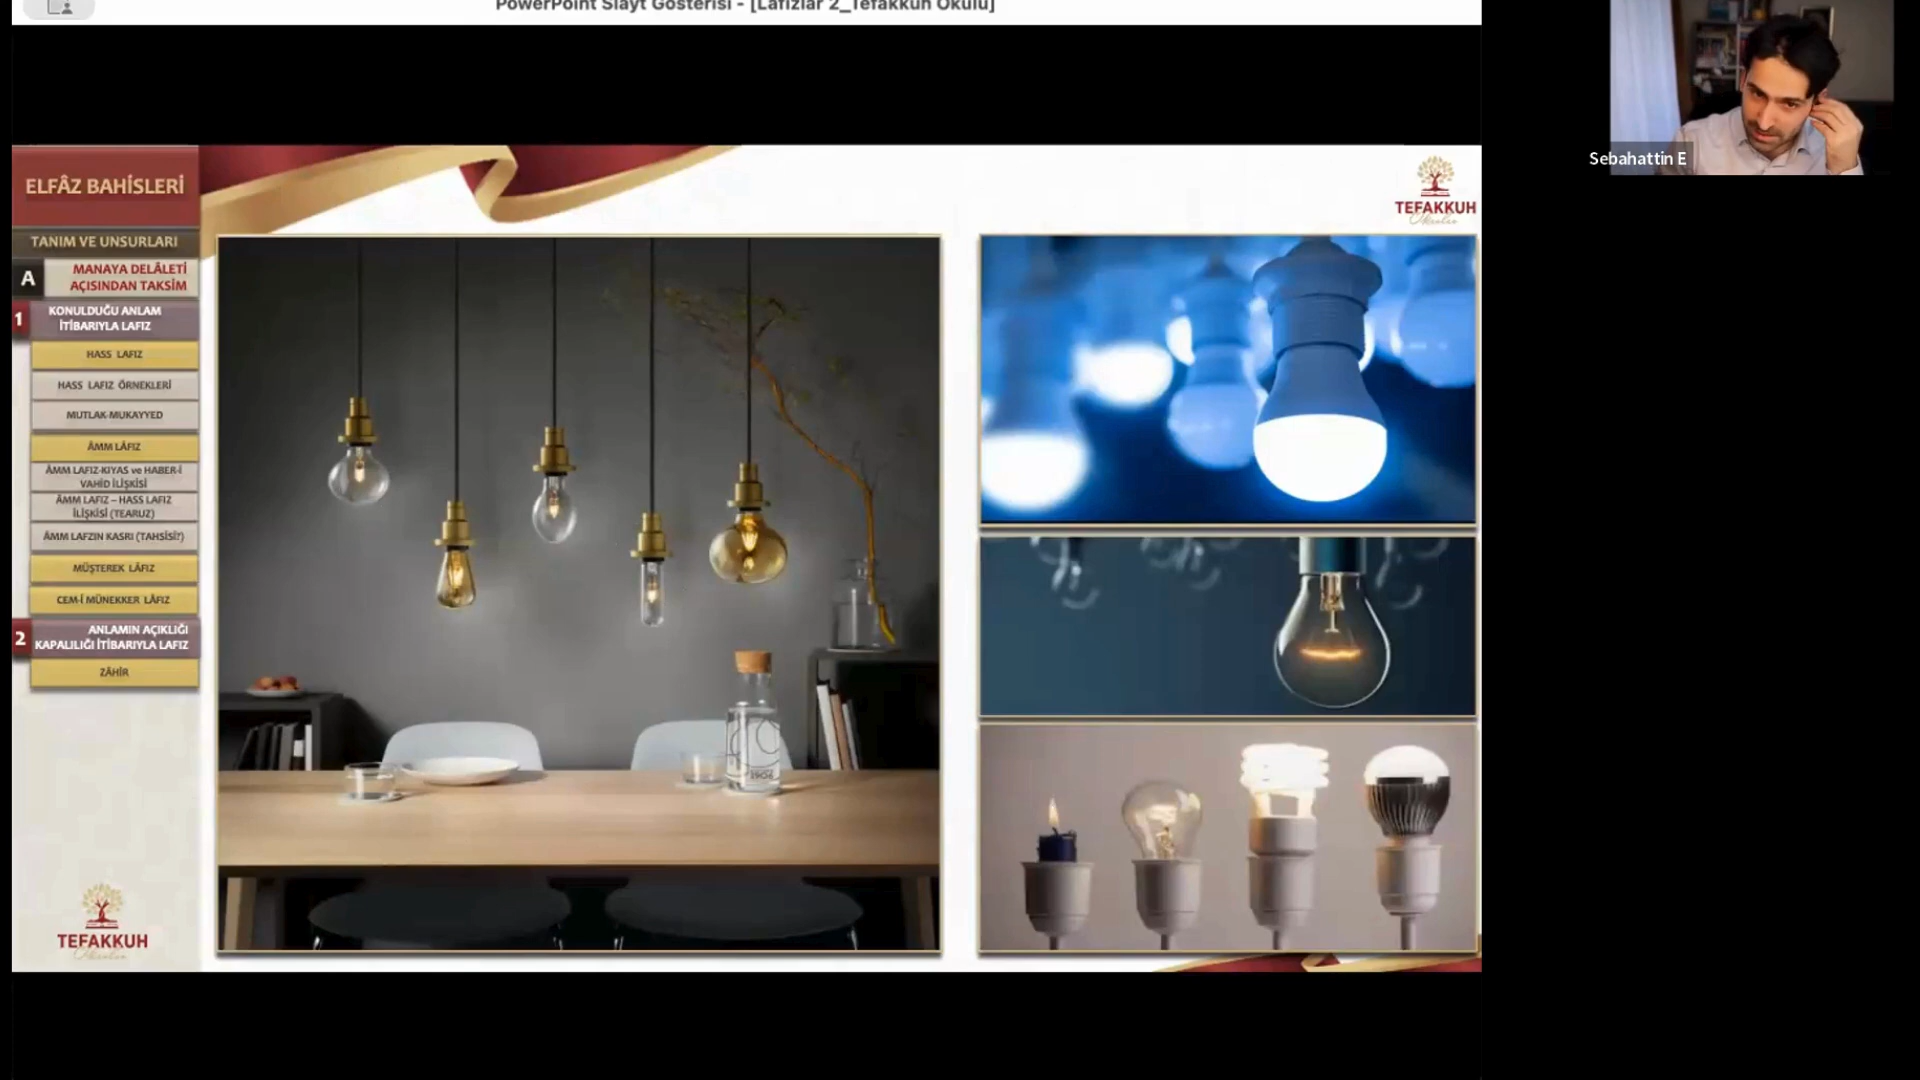 PowerPoint Slayt Gösterisi - [Lafızlar 2_Tefakkuh Okulu]
Sebahattin E
ELFÂZ BAHİSLERİ
TANIM VE UNSURLARI
A
MANAYA DELÂLETİ
AÇISINDAN TAKSİM
1
KONULDUĞU ANLAM
İTİBARIYLA LAFIZ
HASS LAFIZ
HASS LAFIZ ÖRNEKLERİ
MUTLAK-MUKAYYED
ÂMM LÂFIZ
ÂMM LAFIZ-KIYAS ve HABER-İ
VAHİD İLİŞKİSİ
ÂMM LAFIZ – HASS LAFIZ
İLİŞKİSİ (TEARUZ)
ÂMM LAFZIN KASRI (TAHSİSİ?)
MÜŞTEREK LÂFIZ
CEM-İ MÜNEKKER LÂFIZ
2
ANLAMIN AÇIKLIĞI
KAPALILIĞI İTİBARIYLA LAFIZ
ZÂHİR
TEFAKKUH
TEFAKKUH